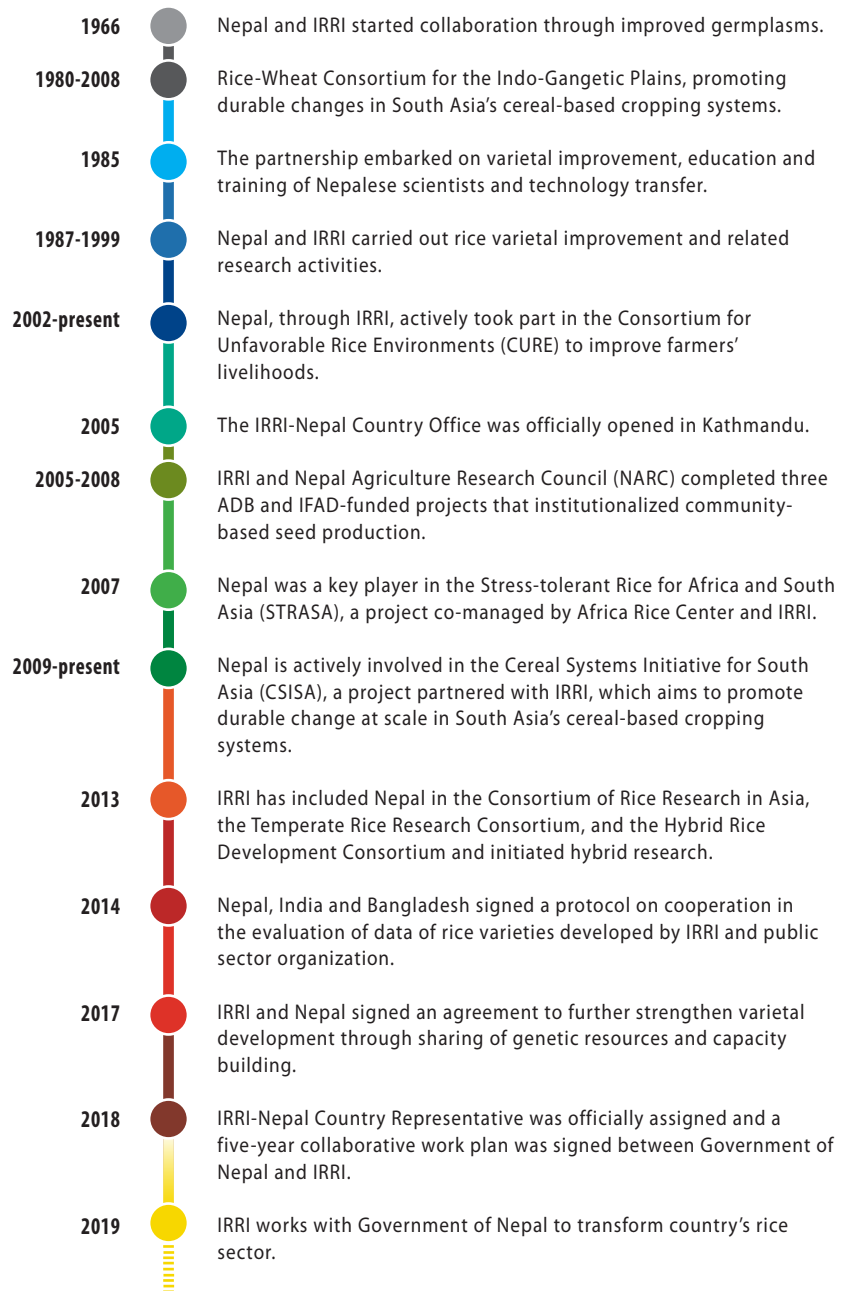 1966 Nepal and IRRI started collaboration through improved germplasms.
1980-2008 Rice-Wheat Consortium for the Indo-Gangetic Plains, promoting
durable changes in South Asia’s cereal-based cropping systems.
1985 The partnership embarked on varietal improvement, education and
training of Nepalese scientists and technology transfer.
1987-1999 Nepal and IRRI carried out rice varietal improvement and related
research activities.
2002-present Nepal, through IRRI, actively took part in the Consortium for
Unfavorable Rice Environments (CURE) to improve farmers’
livelihoods.
2005 The IRRI-Nepal Country Office was officially opened in Kathmandu.
2005-2008 IRRI and Nepal Agriculture Research Council (NARC) completed three
ADB and IFAD-funded projects that institutionalized community-
based seed production.
2007 Nepal was a key player in the Stress-tolerant Rice for Africa and South
Asia (STRASA), a project co-managed by Africa Rice Center and IRRI.
2009-present Nepal is actively involved in the Cereal Systems Initiative for South
Asia (CSISA), a project partnered with IRRI, which aims to promote
durable change at scale in South Asia’s cereal-based cropping
systems.
2013 IRRI has included Nepal in the Consortium of Rice Research in Asia,
the Temperate Rice Research Consortium, and the Hybrid Rice
Development Consortium and initiated hybrid research.
2014 Nepal, India and Bangladesh signed a protocol on cooperation in
the evaluation of data of rice varieties developed by IRRI and public
sector organization.
2017 IRRI and Nepal signed an agreement to further strengthen varietal
development through sharing of genetic resources and capacity
building.
2018 IRRI-Nepal Country Representative was officially assigned and a
five-year collaborative work plan was signed between Government of
Nepal and IRRI.
2019 IRRI works with Government of Nepal to transform country’s rice
sector.